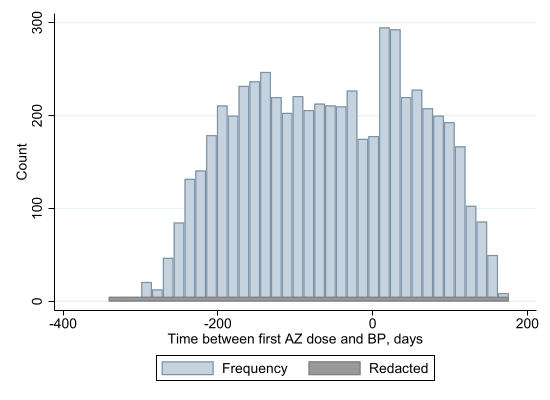 300
200
100
0
Count
-400 -200 0 200
Time between first AZ dose and BP, days
Frequency Redacted